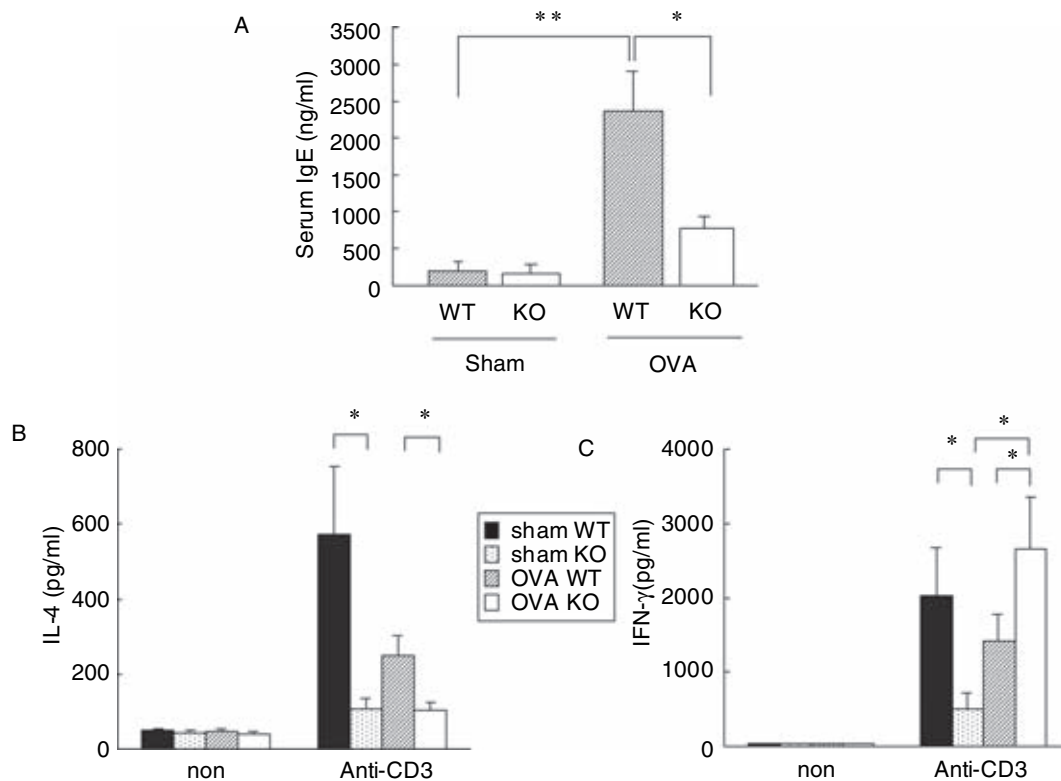 A
** *
Serum IgE (ng/ml)
3500
3000
2500
2000
1500
1000
500
0
WT KO WT KO
Sham OVA
B
* *
IL-4 (pg/ml)
800
600
400
200
0
non Anti-CD3
sham WT
sham KO
OVA WT
OVA KO
C
*
* *
IFN-γ(pg/ml)
4000
3000
2000
1000
0
non Anti-CD3